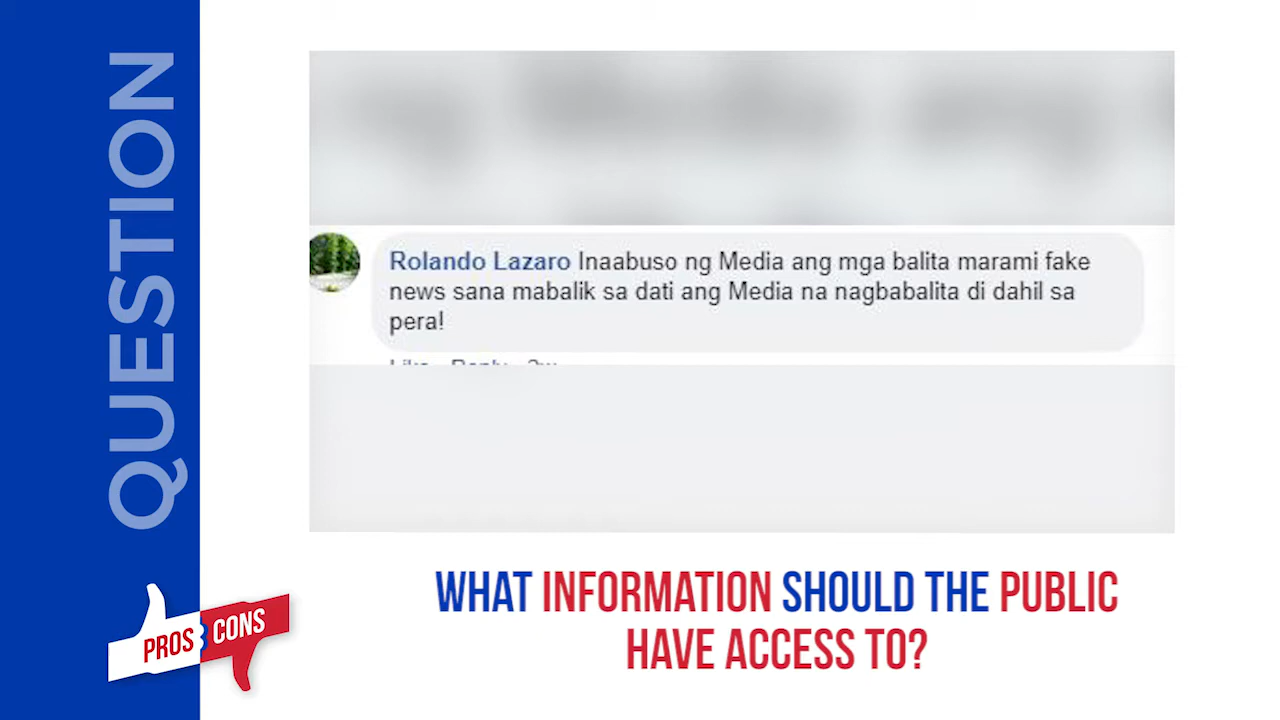 QUESTION
Rolando Lazaro Inaabuso ng Media ang mga balita marami fake
news sana mabalik sa dati ang Media na nagbabalita di dahil sa
pera!
PROS CONS
WHAT INFORMATION SHOULD THE PUBLIC
HAVE ACCESS TO?